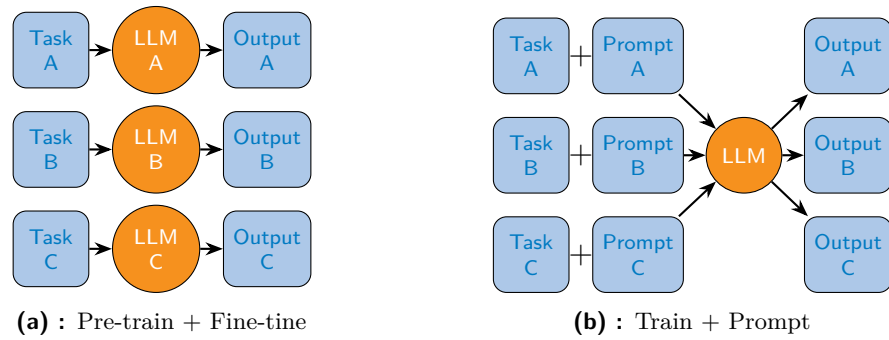 Task
A
LLM
A
Output
A
Task
B
LLM
B
Output
B
Task
C
LLM
C
Output
C
(a) : Pre-train + Fine-tine
Task
A
+
Prompt
A
Task
B
+
Prompt
B
Task
C
+
Prompt
C
LLM
Output
A
Output
B
Output
C
(b) : Train + Prompt